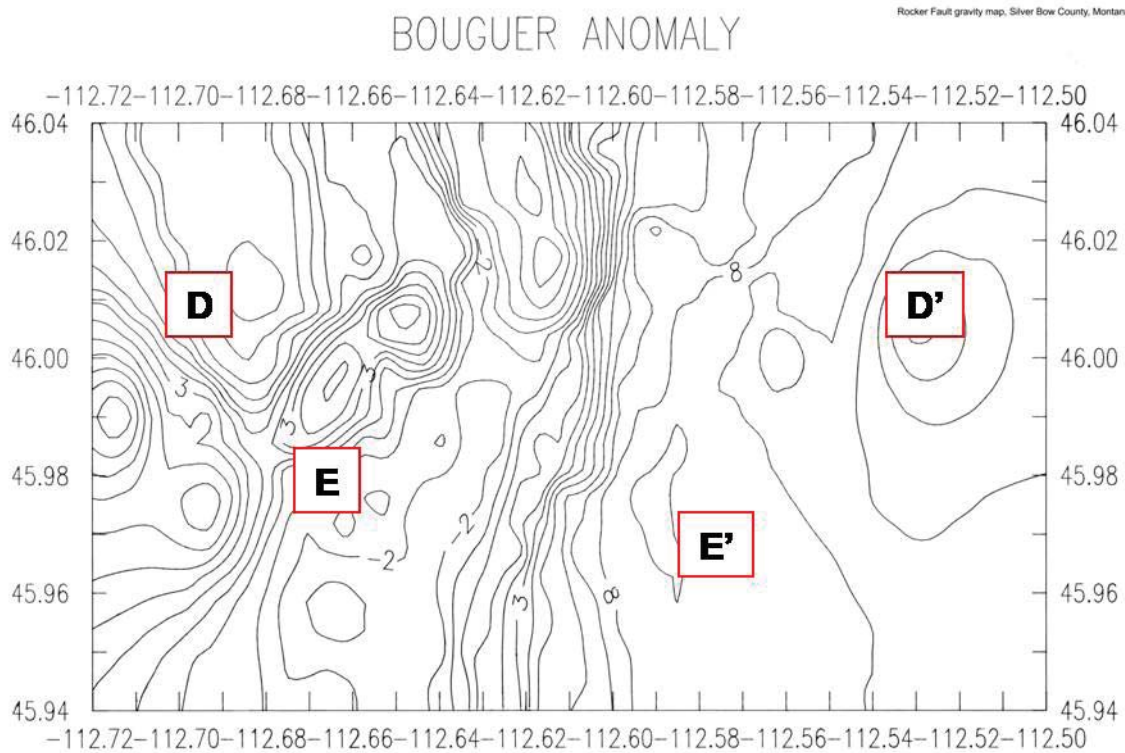 Rocker Fault gravity map, Silver Bow County, Montan
BOUGUER ANOMALY
-112.72-112.70-112.68-112.66-112.64-112.62-112.60-112.58-112.56-112.54-112.52-112.50
46.04 46.04
46.02 2 8 46.02
D D'
46.00 3 3 46.00
2 3
45.98 E 45.98
-2 E'
-2
45.96 3 8 45.96
45.94 45.94
-112.72-112.70-112.68-112.66-112.64-112.62-112.60-112.58-112.56-112.54-112.52-112.50